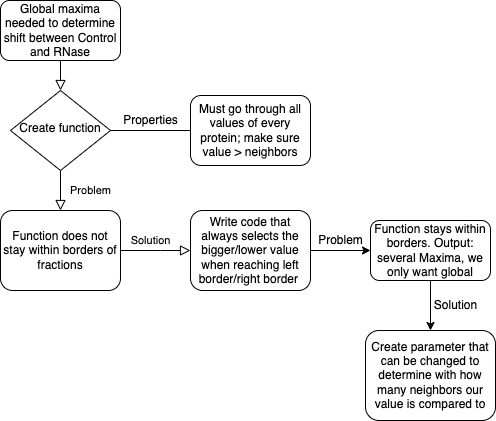 Global maxima
needed to determine
shift between Control
and RNase
Create function
Properties
Must go through all
values of every
protein; make sure
value > neighbors
Problem
Function does not
stay within borders of
fractions
Solution
Write code that
always selects the
bigger/lower value
when reaching left
border/right border
Problem
Function stays within
borders. Output:
several Maxima, we
only want global
Solution
Create parameter that
can be changed to
determine with how
many neighbors our
value is compared to